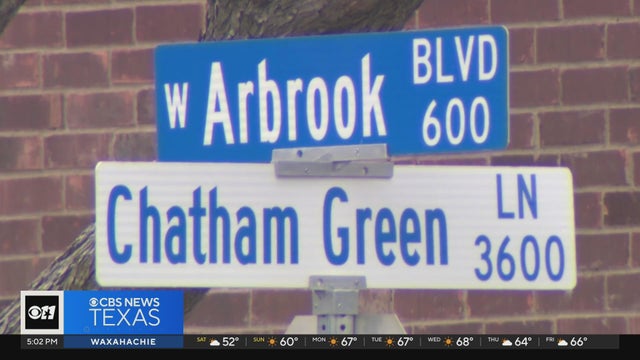 W Arbrook BLVD 600
Chatham Green LN 3600
CBS NEWS
TEXAS
11
5:02 PM WAXAHACHIE SAT 52° SUN 60° MON 67° TUE 67° WED 68° THU 64° FRI 66°